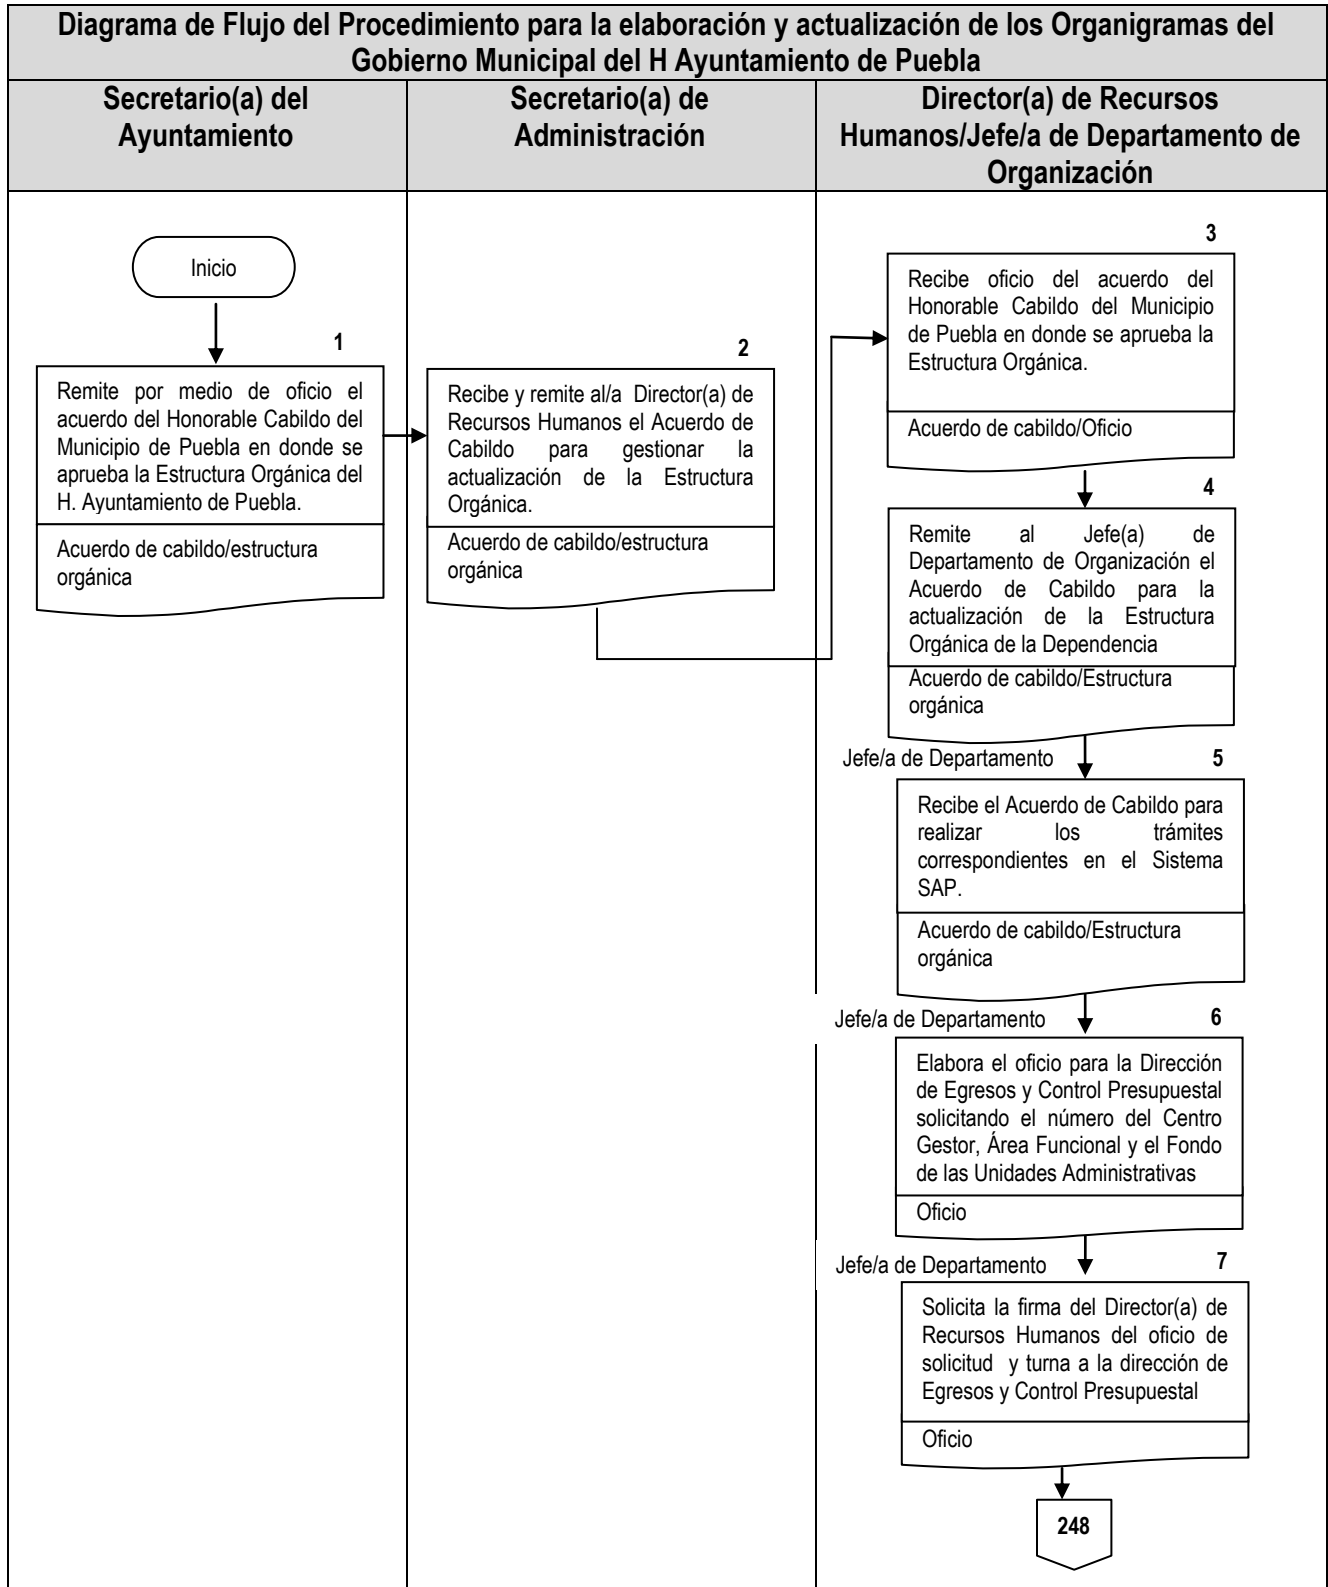 Diagrama de Flujo del Procedimiento para la elaboración y actualización de los Organigramas del
Gobierno Municipal del H Ayuntamiento de Puebla
Secretario(a) del
Ayuntamiento
Secretario(a) de
Administración
Director(a) de Recursos
Humanos/Jefe/a de Departamento de
Organización
Inicio
1
Remite por medio de oficio el
acuerdo del Honorable Cabildo del
Municipio de Puebla en donde se
aprueba la Estructura Orgánica del
H. Ayuntamiento de Puebla.
Acuerdo de cabildo/estructura
orgánica
2
Recibe y remite al/a Director(a) de
Recursos Humanos el Acuerdo de
Cabildo para gestionar la
actualización de la Estructura
Orgánica.
Acuerdo de cabildo/estructura
orgánica
3
Recibe oficio del acuerdo del
Honorable Cabildo del Municipio
de Puebla en donde se aprueba la
Estructura Orgánica.
Acuerdo de cabildo/Oficio
4
Remite al Jefe(a) de
Departamento de Organización el
Acuerdo de Cabildo para la
actualización de la Estructura
Orgánica de la Dependencia
Acuerdo de cabildo/Estructura
orgánica
Jefe/a de Departamento
5
Recibe el Acuerdo de Cabildo para
realizar los trámites
correspondientes en el Sistema
SAP.
Acuerdo de cabildo/Estructura
orgánica
Jefe/a de Departamento
6
Elabora el oficio para la Dirección
de Egresos y Control Presupuestal
solicitando el número del Centro
Gestor, Área Funcional y el Fondo
de las Unidades Administrativas
Oficio
Jefe/a de Departamento
7
Solicita la firma del Director(a) de
Recursos Humanos del oficio de
solicitud y turna a la dirección de
Egresos y Control Presupuestal
Oficio
248